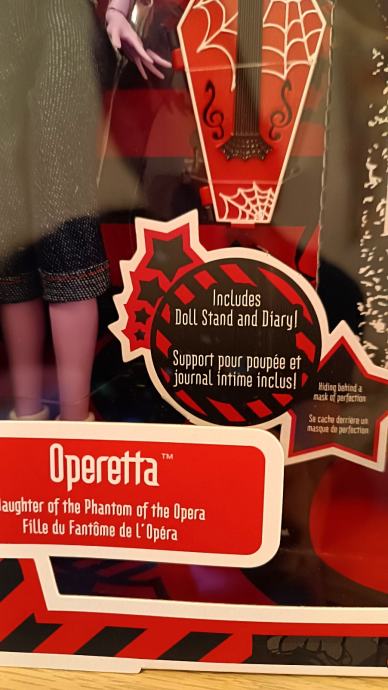 Includes
Doll Stand and Diary!
Support pour poupée et
journal intime inclus!
Hiding behind a
mask of perfection
Se cache derrière un
masque de perfection
Operetta™
Daughter of the Phantom of the Opera
Fille du Fantôme de L'Opéra